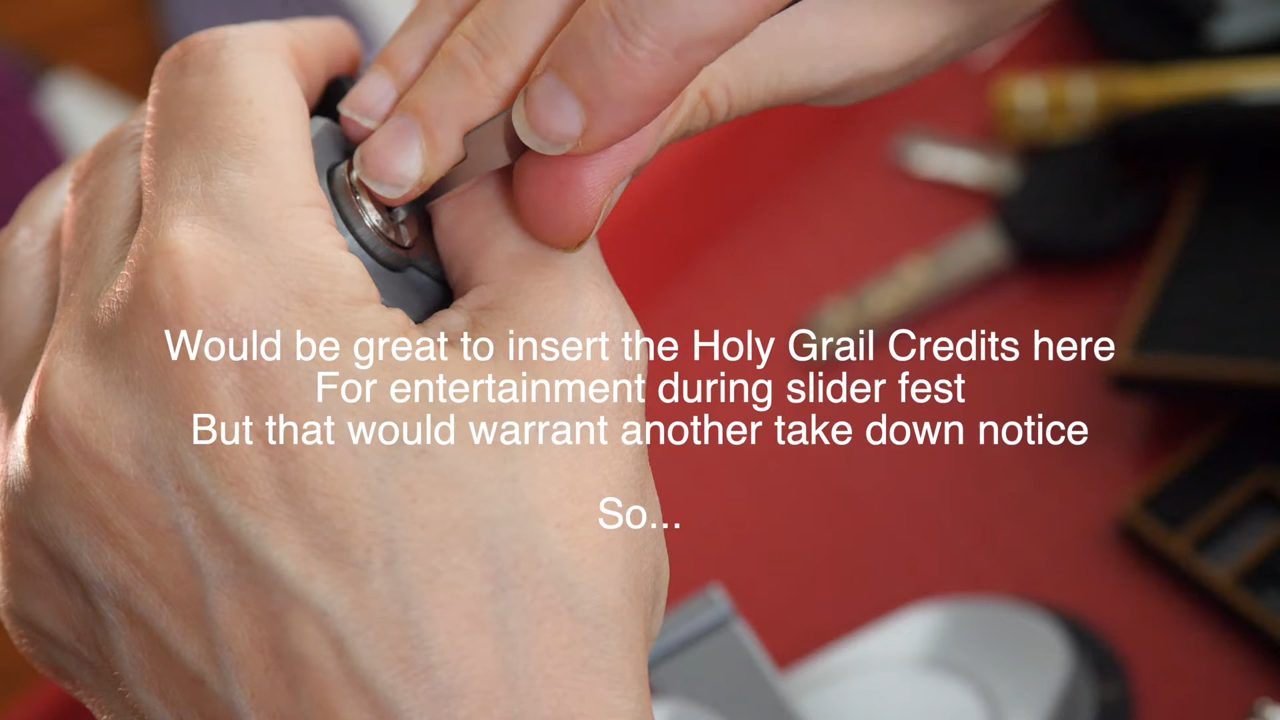 Would be great to insert the Holy Grail Credits here
For entertainment during slider fest
But that would warrant another take down notice
So...